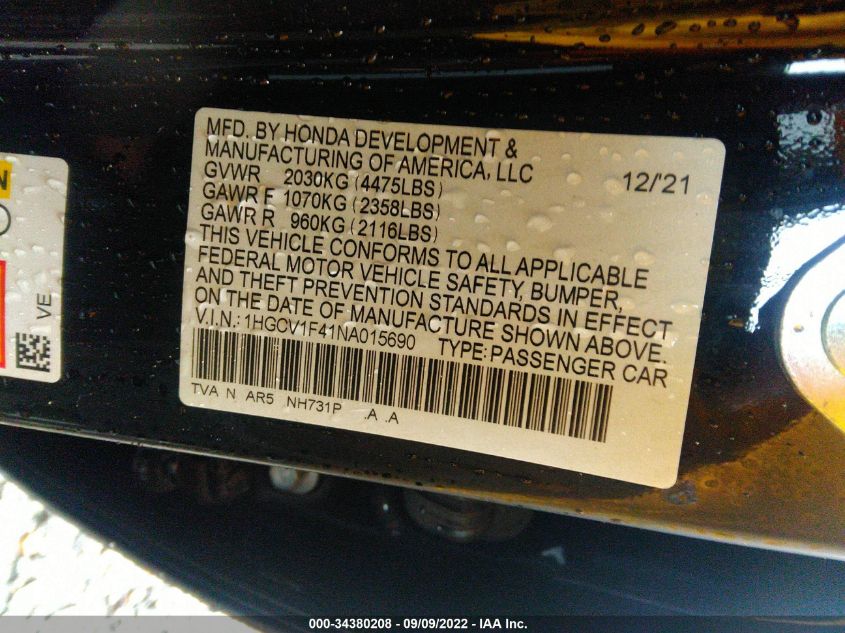 MFD. BY HONDA DEVELOPMENT &
MANUFACTURING OF AMERICA, LLC
GVWR 2030KG (4475LBS) 12/'21
GAWR F 1070KG (2358LBS)
GAWR R 960KG (2116LBS)
THIS VEHICLE CONFORMS TO ALL APPLICABLE
FEDERAL MOTOR VEHICLE SAFETY, BUMPER,
AND THEFT PREVENTION STANDARDS IN EFFECT
ON THE DATE OF MANUFACTURE SHOWN ABOVE.
V.I.N.: 1HGCV1F41NA015690 TYPE: PASSENGER CAR
TVA N AR5 NH731P .A .A
N
VE
000-34380208 - 09/09/2022 - IAA Inc.